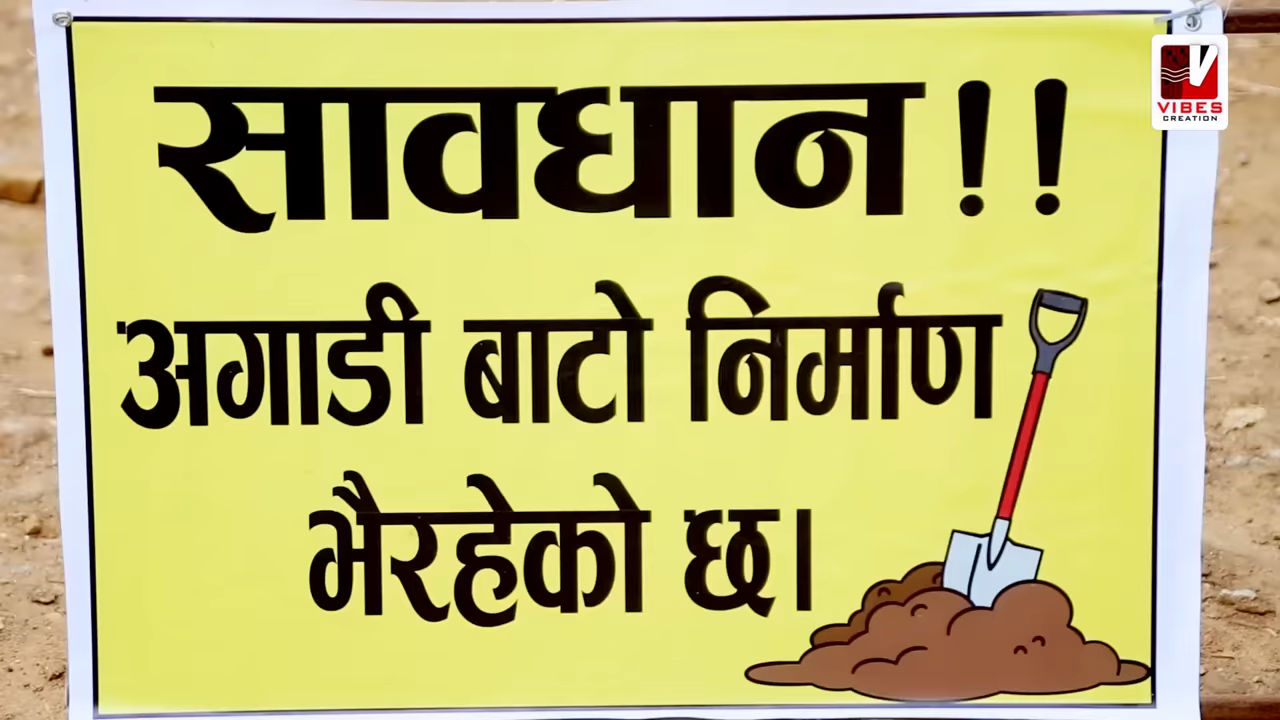 सावधान !!
अगाडी बाटो निर्माण
भैरहेको छ।
VIBES
CREATION